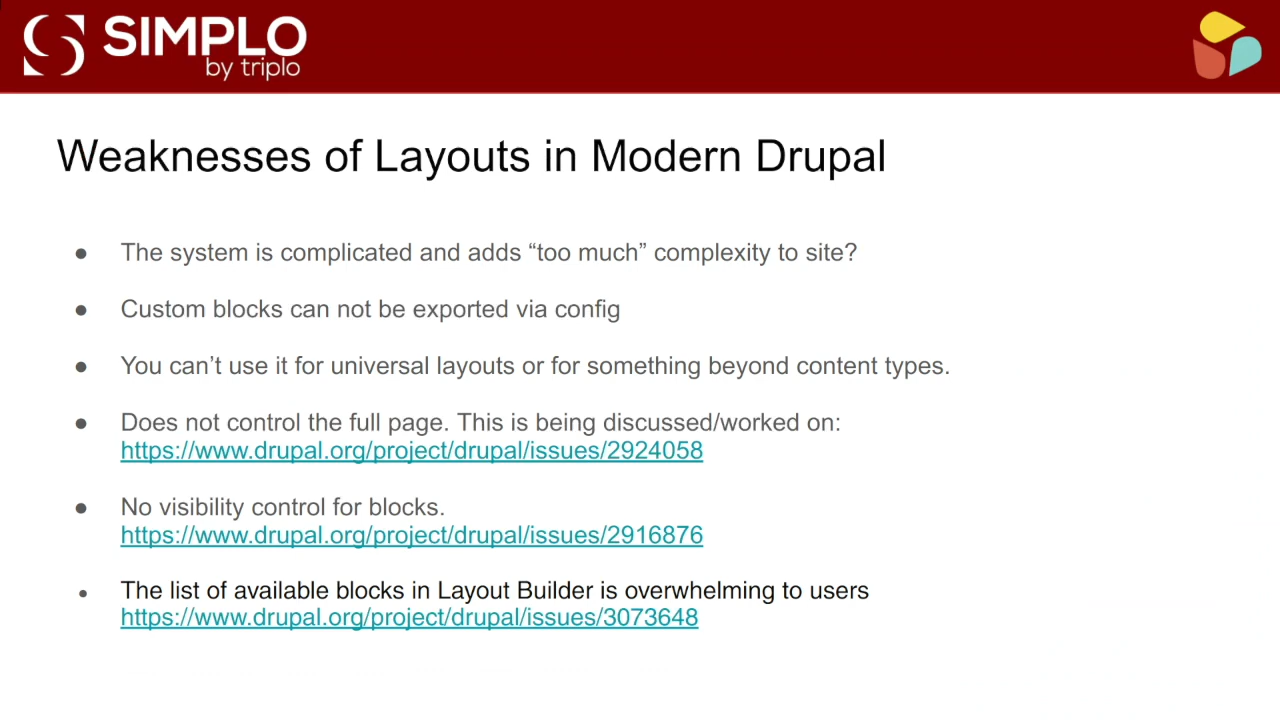 SIMPLO
by triplo
Weaknesses of Layouts in Modern Drupal
● The system is complicated and adds “too much” complexity to site?
● Custom blocks can not be exported via config
● You can’t use it for universal layouts or for something beyond content types.
● Does not control the full page. This is being discussed/worked on:
https://www.drupal.org/project/drupal/issues/2924058
● No visibility control for blocks.
https://www.drupal.org/project/drupal/issues/2916876
● The list of available blocks in Layout Builder is overwhelming to users
https://www.drupal.org/project/drupal/issues/3073648